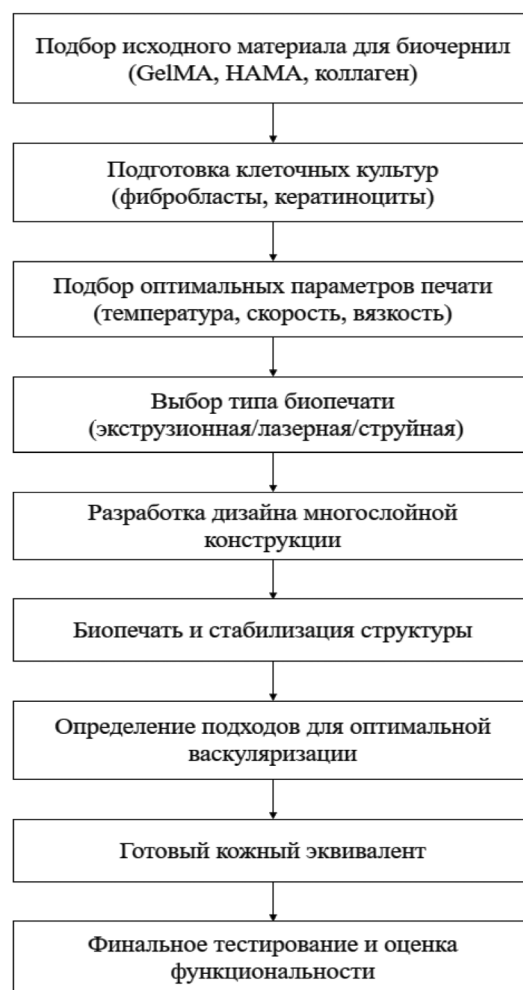 Подбор исходного материала для биочернил
(GelMA, HAMA, коллаген)
Подготовка клеточных культур
(фибробласты, кератиноциты)
Подбор оптимальных параметров печати
(температура, скорость, вязкость)
Выбор типа биопечати
(экструзионная/лазерная/струйная)
Разработка дизайна многослойной
конструкции
Биопечать и стабилизация структуры
Определение подходов для оптимальной
васкуляризации
Готовый кожный эквивалент
Финальное тестирование и оценка
функциональности